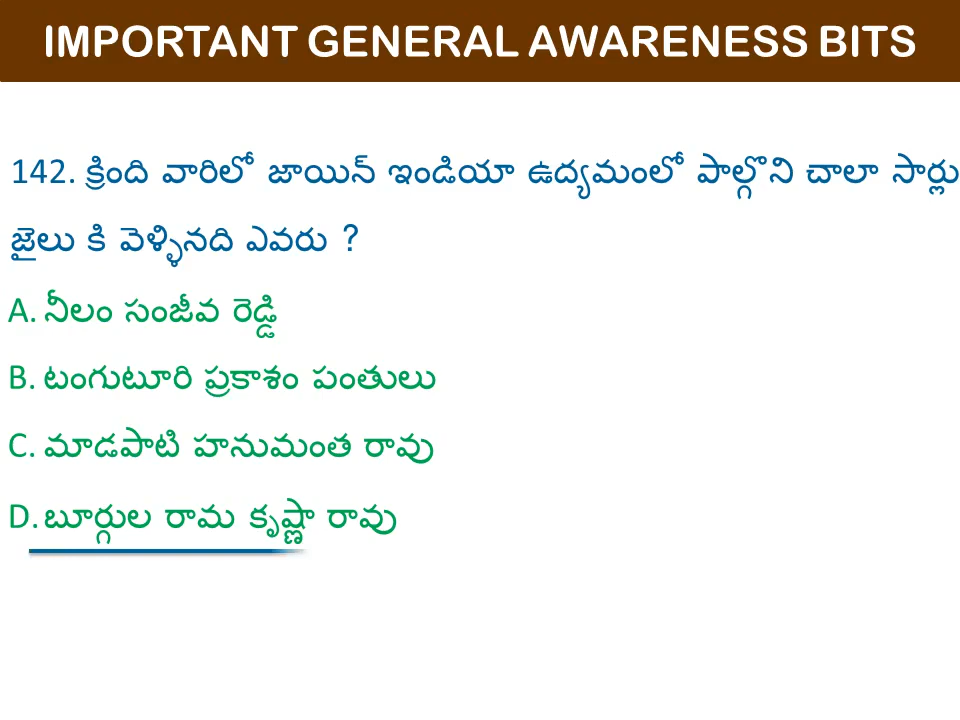 IMPORTANT GENERAL AWARENESS BITS
142. క్రింది వారిలో జాయిన్ ఇండియా ఉద్యమంలో పాల్గొని చాలా సార్లు
జైలు కి వెళ్ళినది ఎవరు ?
A. నీలం సంజీవ రెడ్డి
B. టంగుటూరి ప్రకాశం పంతులు
C. మాడపాటి హనుమంత రావు
D. బూర్గుల రామ కృష్ణా రావు